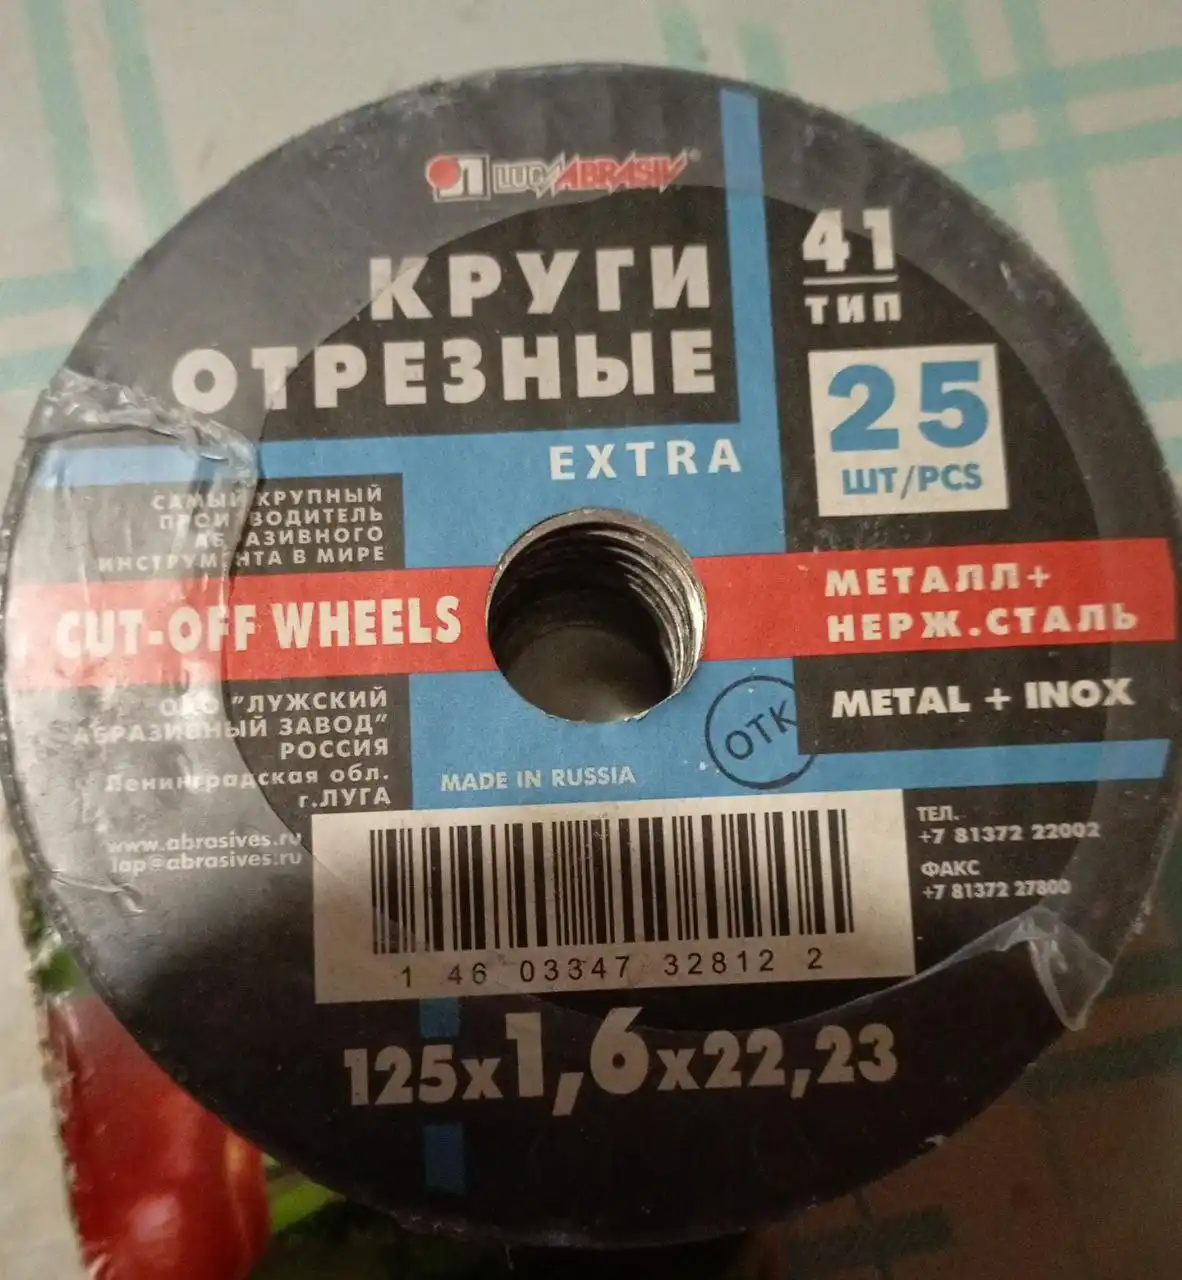 LUGAABRASIV®
КРУГИ
ОТРЕЗНЫЕ
EXTRA
41
ТИП
25
ШТ/PCS
САМЫЙ КРУПНЫЙ
ПРОИЗВОДИТЕЛЬ
АБРАЗИВНОГО
ИНСТРУМЕНТА В МИРЕ
CUT-OFF WHEELS
МЕТАЛЛ+
НЕРЖ.СТАЛЬ
METAL + INOX
ОАО "ЛУЖСКИЙ
АБРАЗИВНЫЙ ЗАВОД"
РОССИЯ
Ленинградская обл.
г.ЛУГА
www.abrasives.ru
lap@abrasives.ru
MADE IN RUSSIA
ОТК
ТЕЛ.
+7 81372 22002
ФАКС
+7 81372 27800
1 46 03347 32812 2
125x1,6x22,23